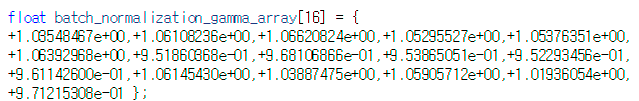 float batch_normalization_gamma_array[16] = {
+1.03548467e+00,+1.06108236e+00,+1.06620824e+00,+1.05295527e+00,+1.05376351e+00,
+1.06392968e+00,+9.51860368e-01,+9.68106866e-01,+9.53865051e-01,+9.52293456e-01,
+9.61142600e-01,+1.06145430e+00,+1.03887475e+00,+1.05905712e+00,+1.01936054e+00,
+9.71215308e-01 };